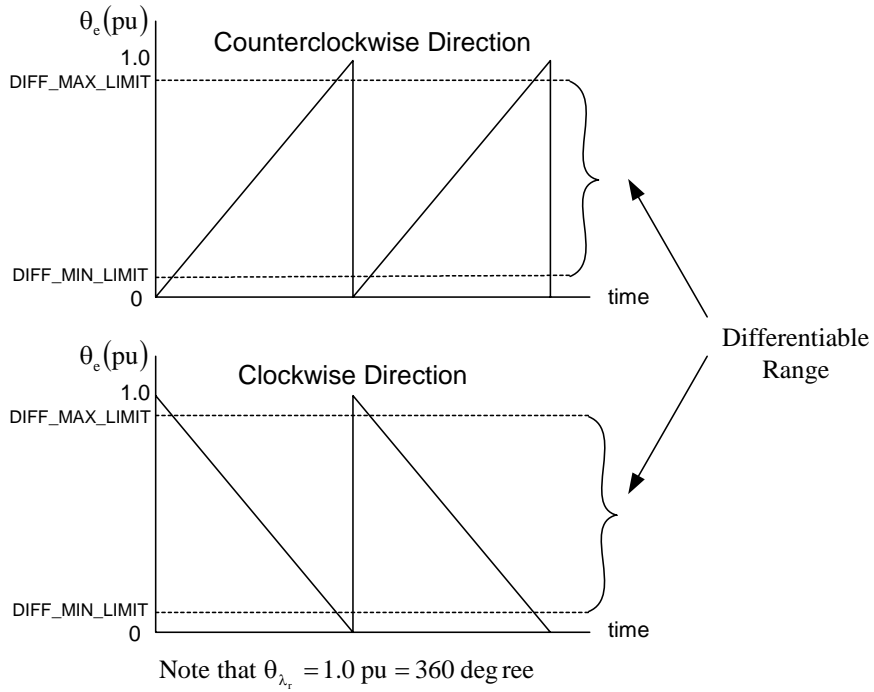 θe(pu)
Counterclockwise Direction
1.0
DIFF_MAX_LIMIT
DIFF_MIN_LIMIT
0
time
Differentiable
Range
θe(pu)
Clockwise Direction
1.0
DIFF_MAX_LIMIT
DIFF_MIN_LIMIT
0
time
Note that θλr = 1.0 pu = 360 deg ree